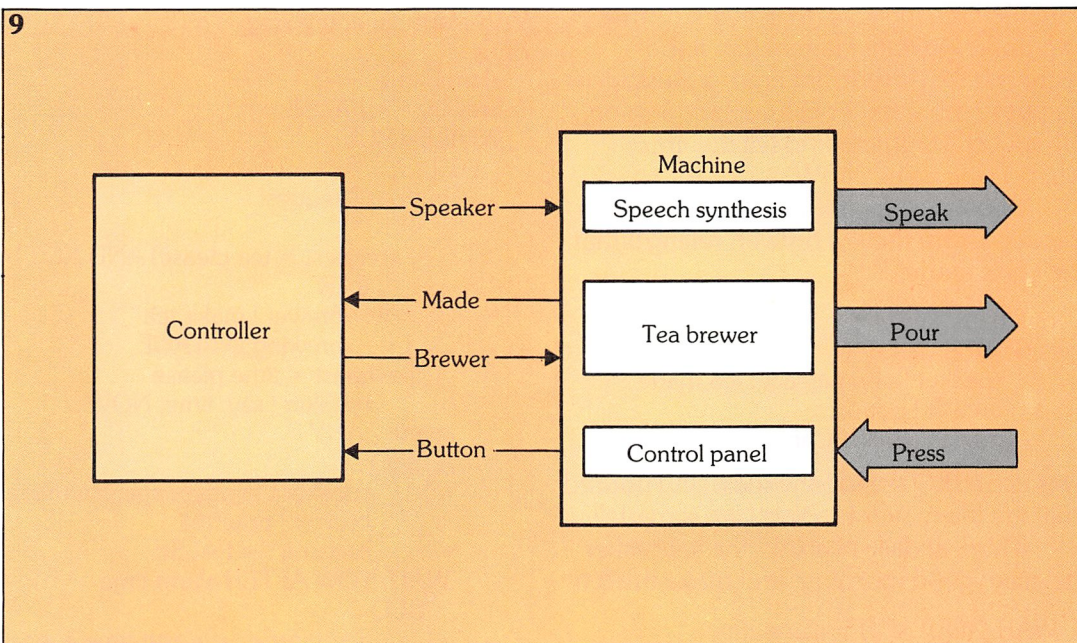 9
Machine
Speaker
Speech synthesis
Speak
Made
Controller
Tea brewer
Pour
Brewer
Button
Control panel
Press